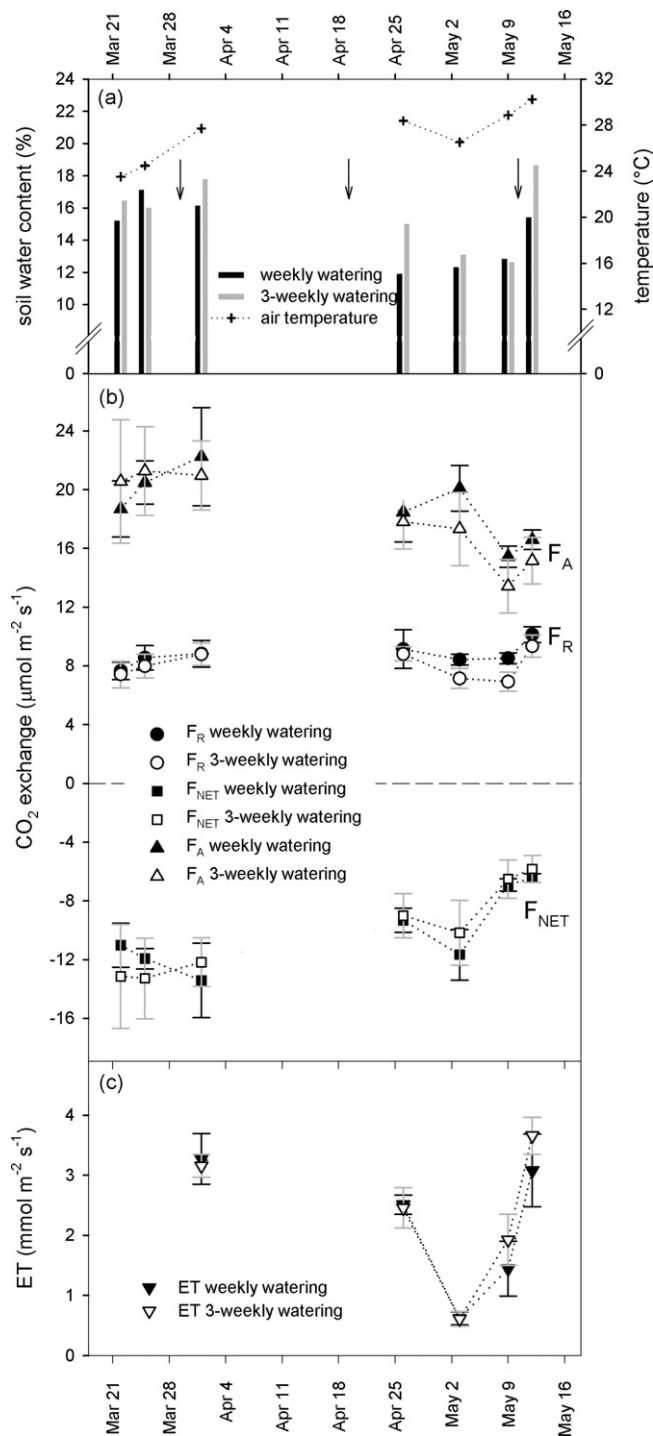 Mar 21 Mar 28 Apr 4 Apr 11 Apr 18 Apr 25 May 2 May 9 May 16
(a)
soil water content (%)
24 22 20 18 16 14 12 10 0
temperature (°C)
32 28 24 20 16 12 0
weekly watering
3-weekly watering
air temperature
(b)
CO₂ exchange (µmol m⁻² s⁻¹)
24 20 16 12 8 4 0 -4 -8 -12 -16
F_A
F_R
F_R weekly watering
F_R 3-weekly watering
F_NET weekly watering
F_NET 3-weekly watering
F_A weekly watering
F_A 3-weekly watering
F_NET
(c)
ET (mmol m⁻² s⁻¹)
4 3 2 1 0
ET weekly watering
ET 3-weekly watering
Mar 21 Mar 28 Apr 4 Apr 11 Apr 18 Apr 25 May 2 May 9 May 16